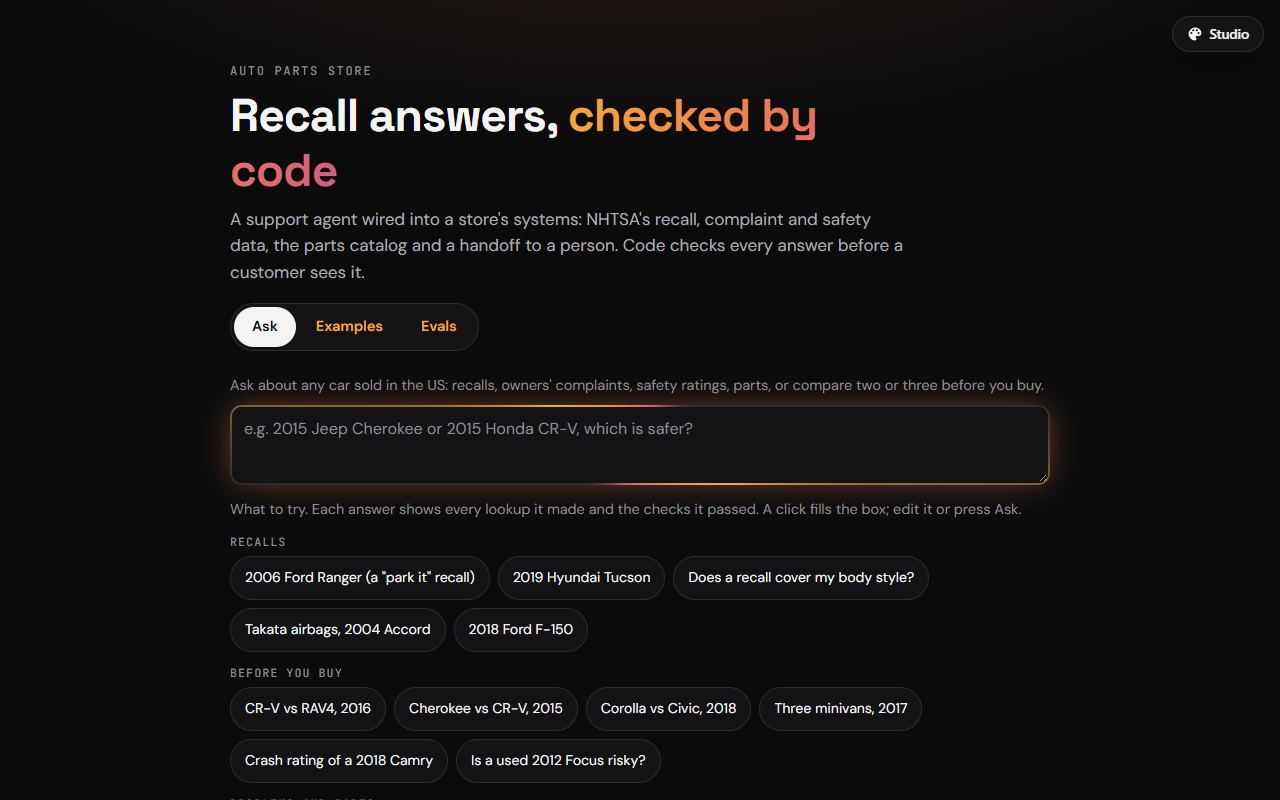 Studio
AUTO PARTS STORE
Recall answers, checked by
code
A support agent wired into a store's systems: NHTSA's recall, complaint and safety
data, the parts catalog and a handoff to a person. Code checks every answer before a
customer sees it.
Ask Examples Evals
Ask about any car sold in the US: recalls, owners' complaints, safety ratings, parts, or compare two or three before you buy.
e.g. 2015 Jeep Cherokee or 2015 Honda CR-V, which is safer?
What to try. Each answer shows every lookup it made and the checks it passed. A click fills the box; edit it or press Ask.
RECALLS
2006 Ford Ranger (a "park it" recall) 2019 Hyundai Tucson Does a recall cover my body style?
Takata airbags, 2004 Accord 2018 Ford F-150
BEFORE YOU BUY
CR-V vs RAV4, 2016 Cherokee vs CR-V, 2015 Corolla vs Civic, 2018 Three minivans, 2017
Crash rating of a 2018 Camry Is a used 2012 Focus risky?